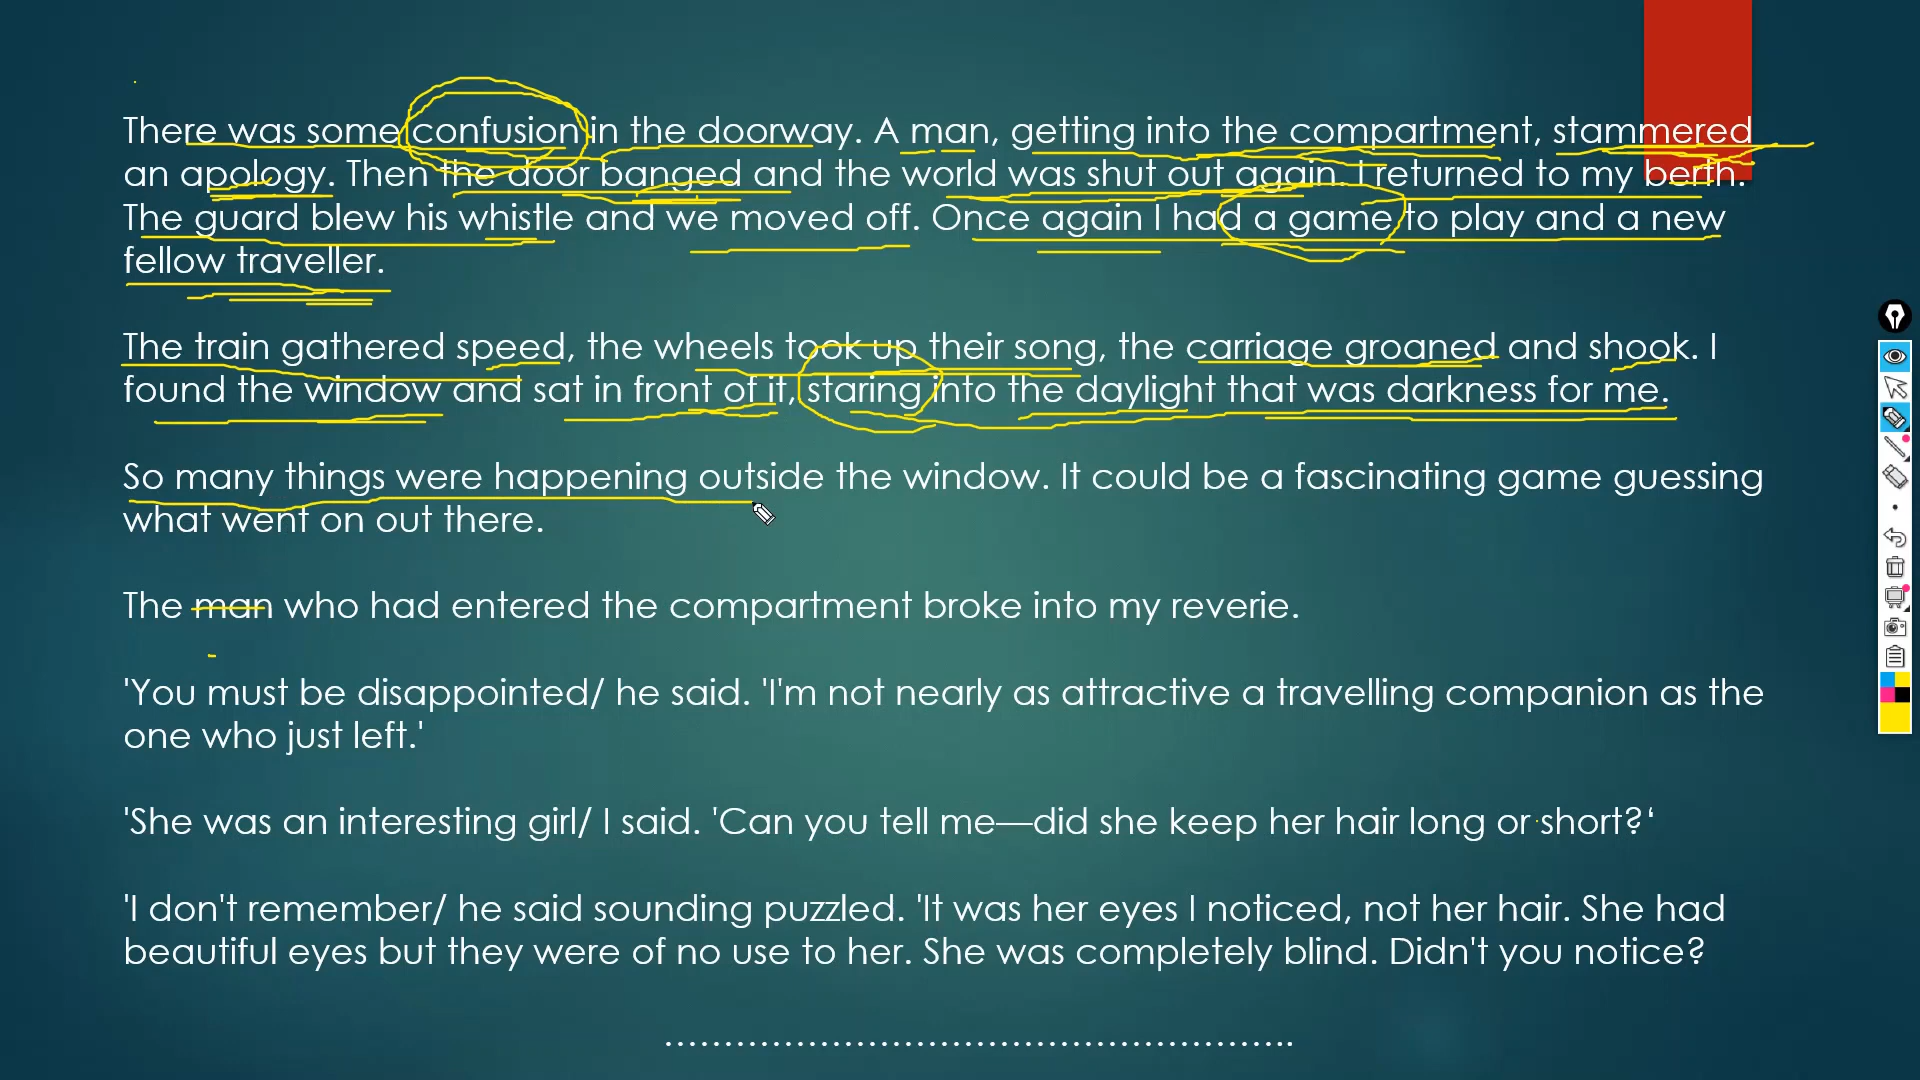 There was some confusion in the doorway. A man, getting into the compartment, stammered
an apology. Then the door banged and the world was shut out again. I returned to my berth.
The guard blew his whistle and we moved off. Once again I had a game to play and a new
fellow traveller.
The train gathered speed, the wheels took up their song, the carriage groaned and shook. I
found the window and sat in front of it, staring into the daylight that was darkness for me.
So many things were happening outside the window. It could be a fascinating game guessing
what went on out there.
The man who had entered the compartment broke into my reverie.
'You must be disappointed/ he said. 'I'm not nearly as attractive a travelling companion as the
one who just left.'
'She was an interesting girl/ I said. 'Can you tell me—did she keep her hair long or short?‘
'I don't remember/ he said sounding puzzled. 'It was her eyes I noticed, not her hair. She had
beautiful eyes but they were of no use to her. She was completely blind. Didn't you notice?
…………………………………………….